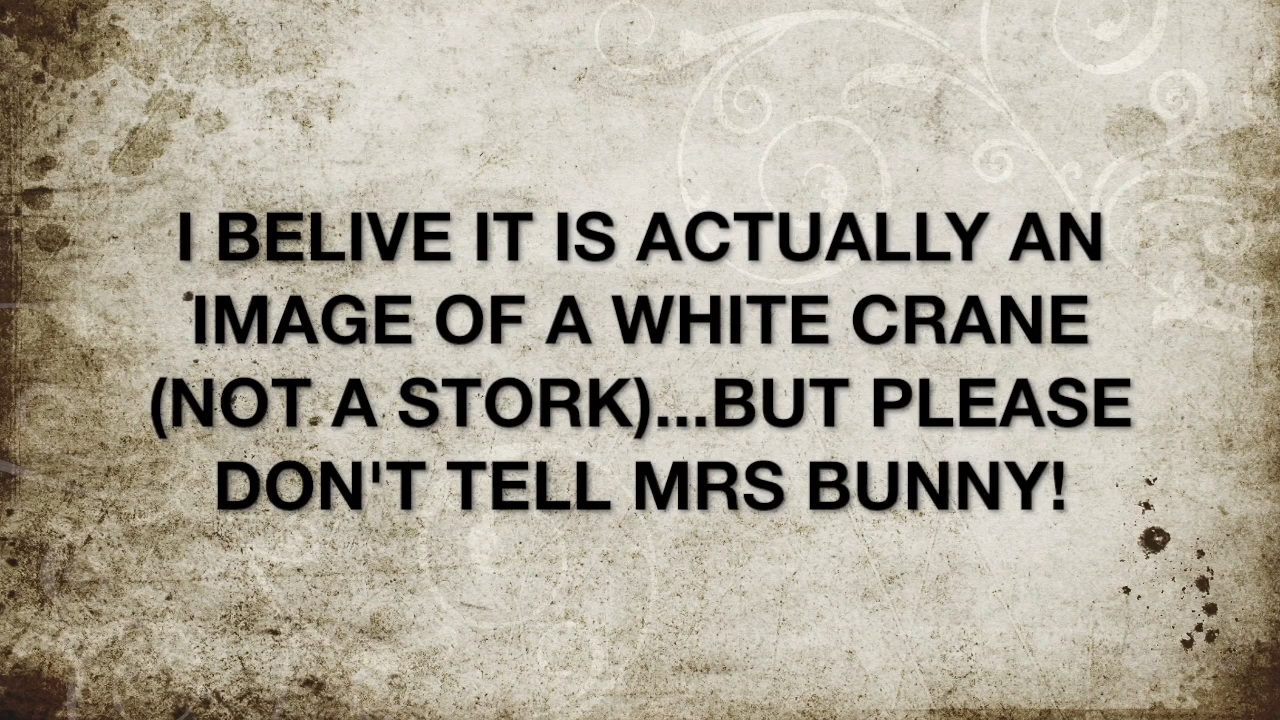 I BELIVE IT IS ACTUALLY AN
IMAGE OF A WHITE CRANE
(NOT A STORK)...BUT PLEASE
DON'T TELL MRS BUNNY!